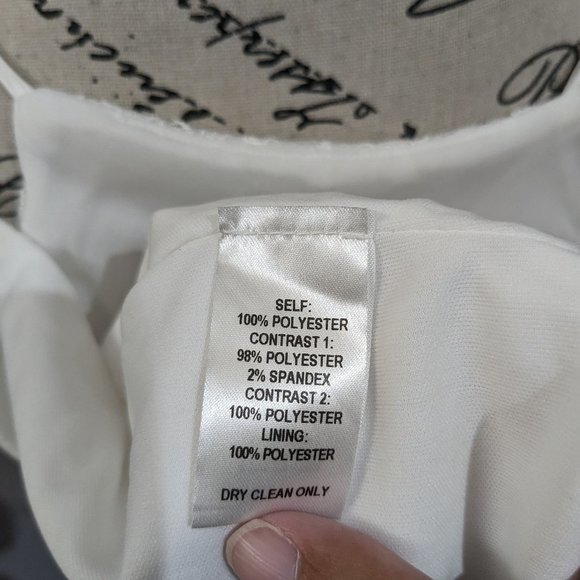 SELF:
100% POLYESTER
CONTRAST 1:
98% POLYESTER
2% SPANDEX
CONTRAST 2:
100% POLYESTER
LINING:
100% POLYESTER
DRY CLEAN ONLY